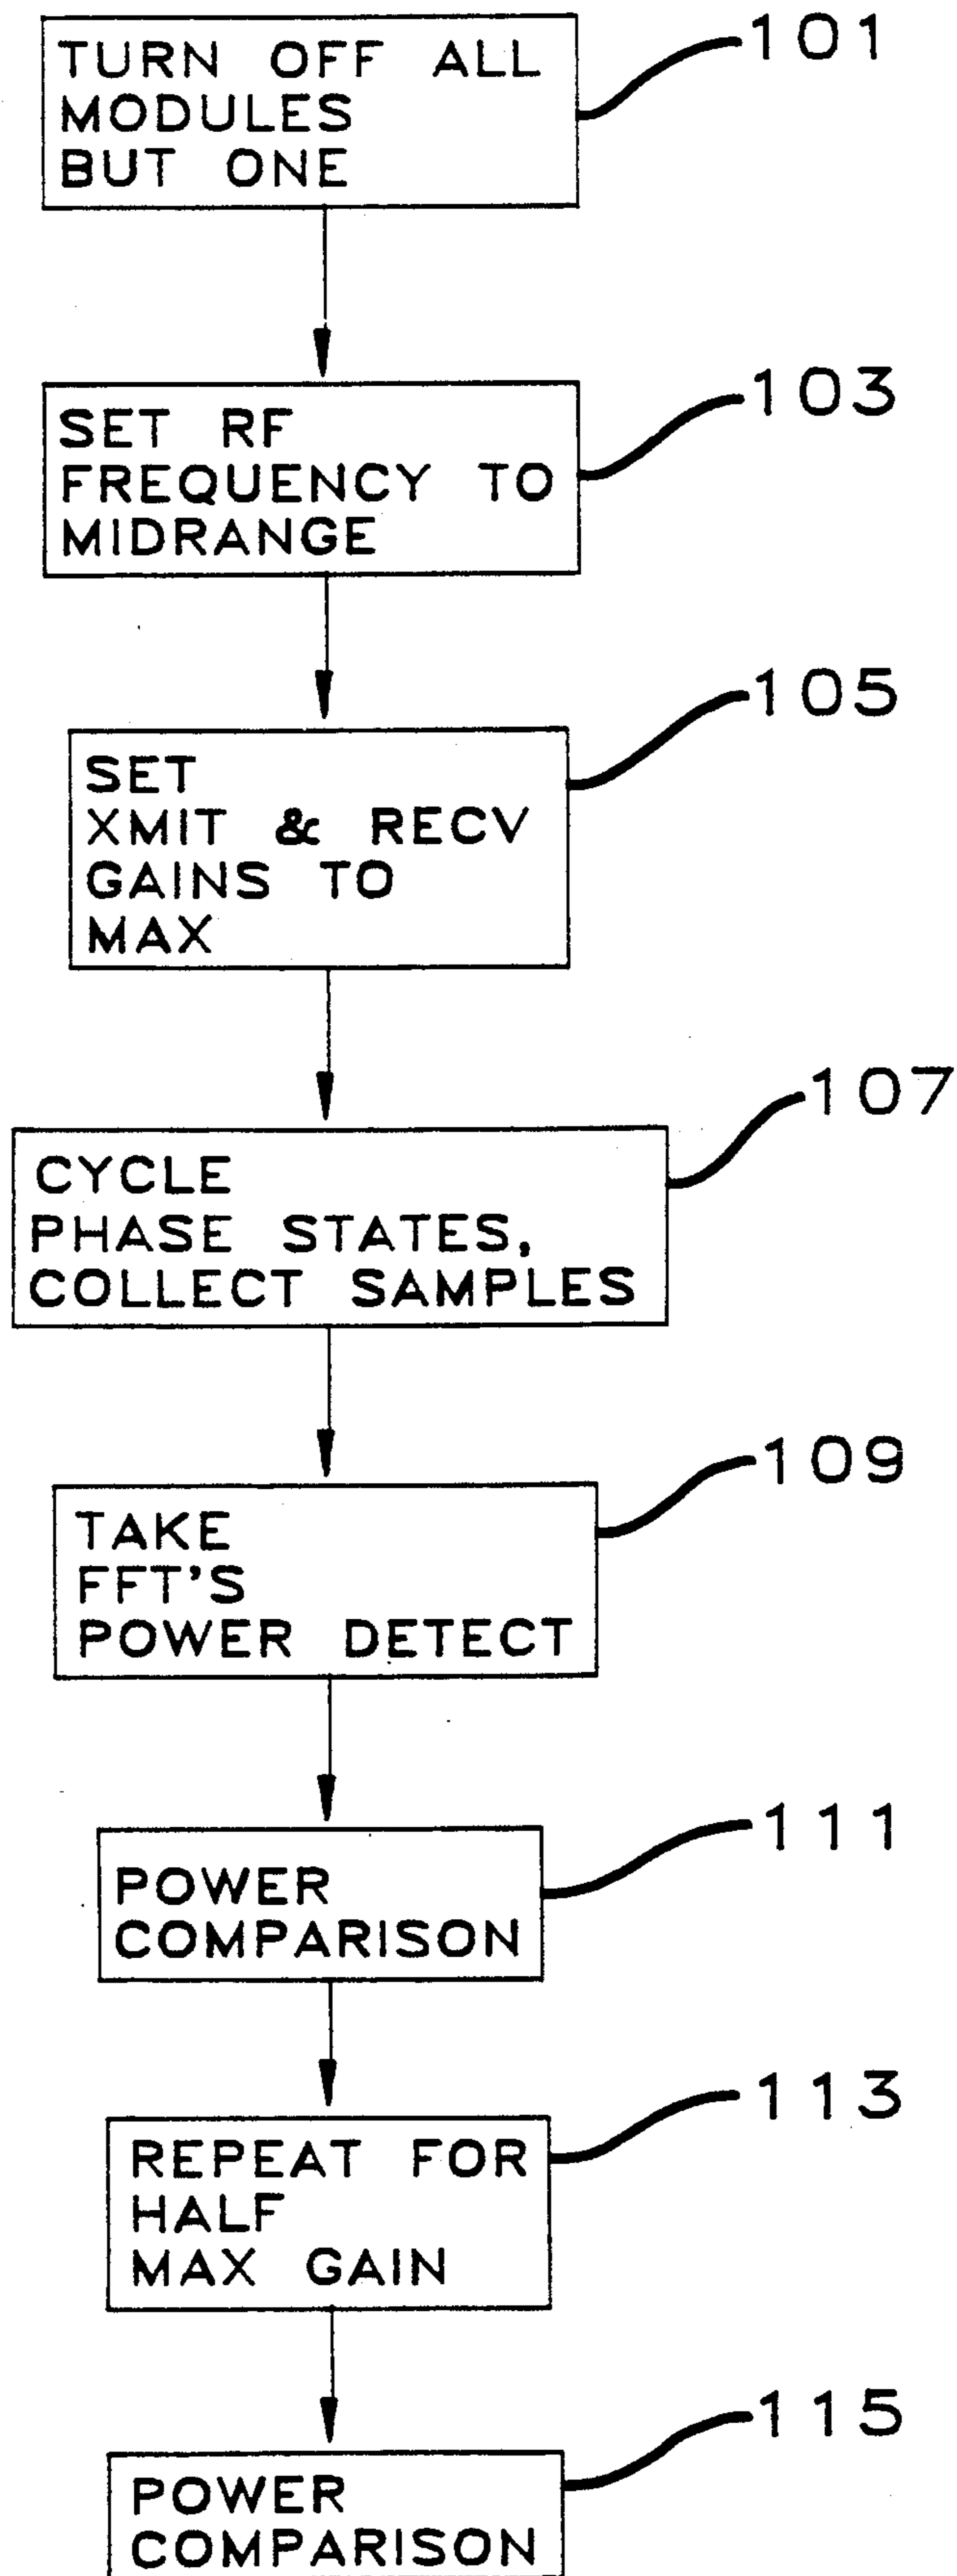 TURN OFF ALL
MODULES
BUT ONE
101
SET RF
FREQUENCY TO
MIDRANGE
103
SET
XMIT & RECV
GAINS TO
MAX
105
CYCLE
PHASE STATES,
COLLECT SAMPLES
107
TAKE
FFT'S
POWER DETECT
109
POWER
COMPARISON
111
REPEAT FOR
HALF
MAX GAIN
113
POWER
COMPARISON
115